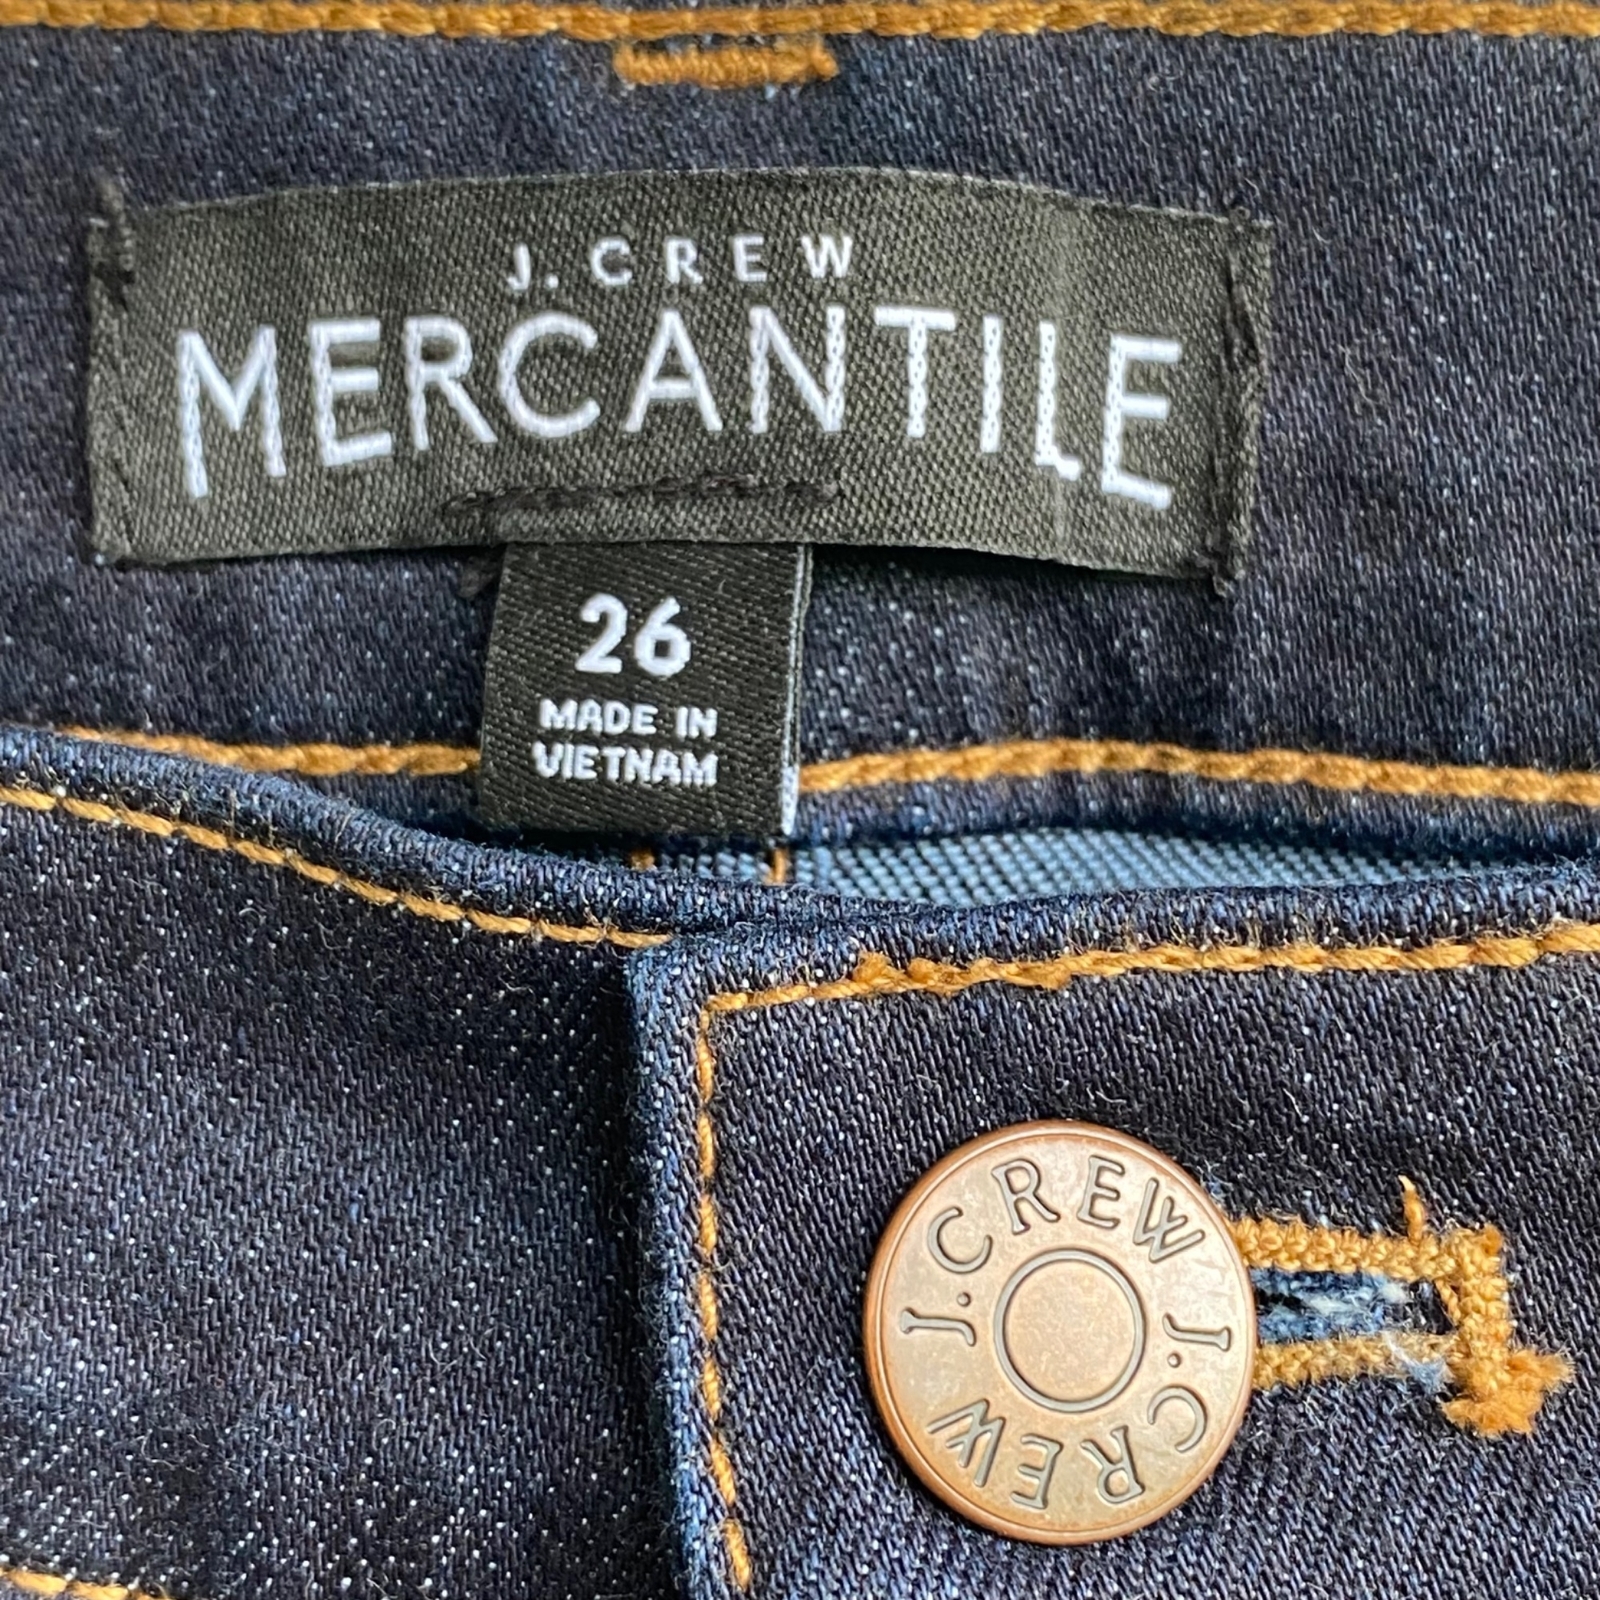 J.CREW
MERCANTILE
26
MADE IN
VIETNAM
J.CREW J.CREW